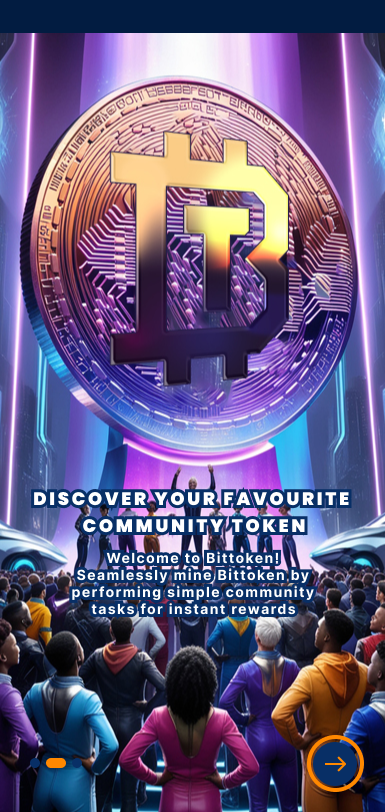 DISCOVER YOUR FAVOURITE
COMMUNITY TOKEN
Welcome to Bittoken!
Seamlessly mine Bittoken by
performing simple community
tasks for instant rewards